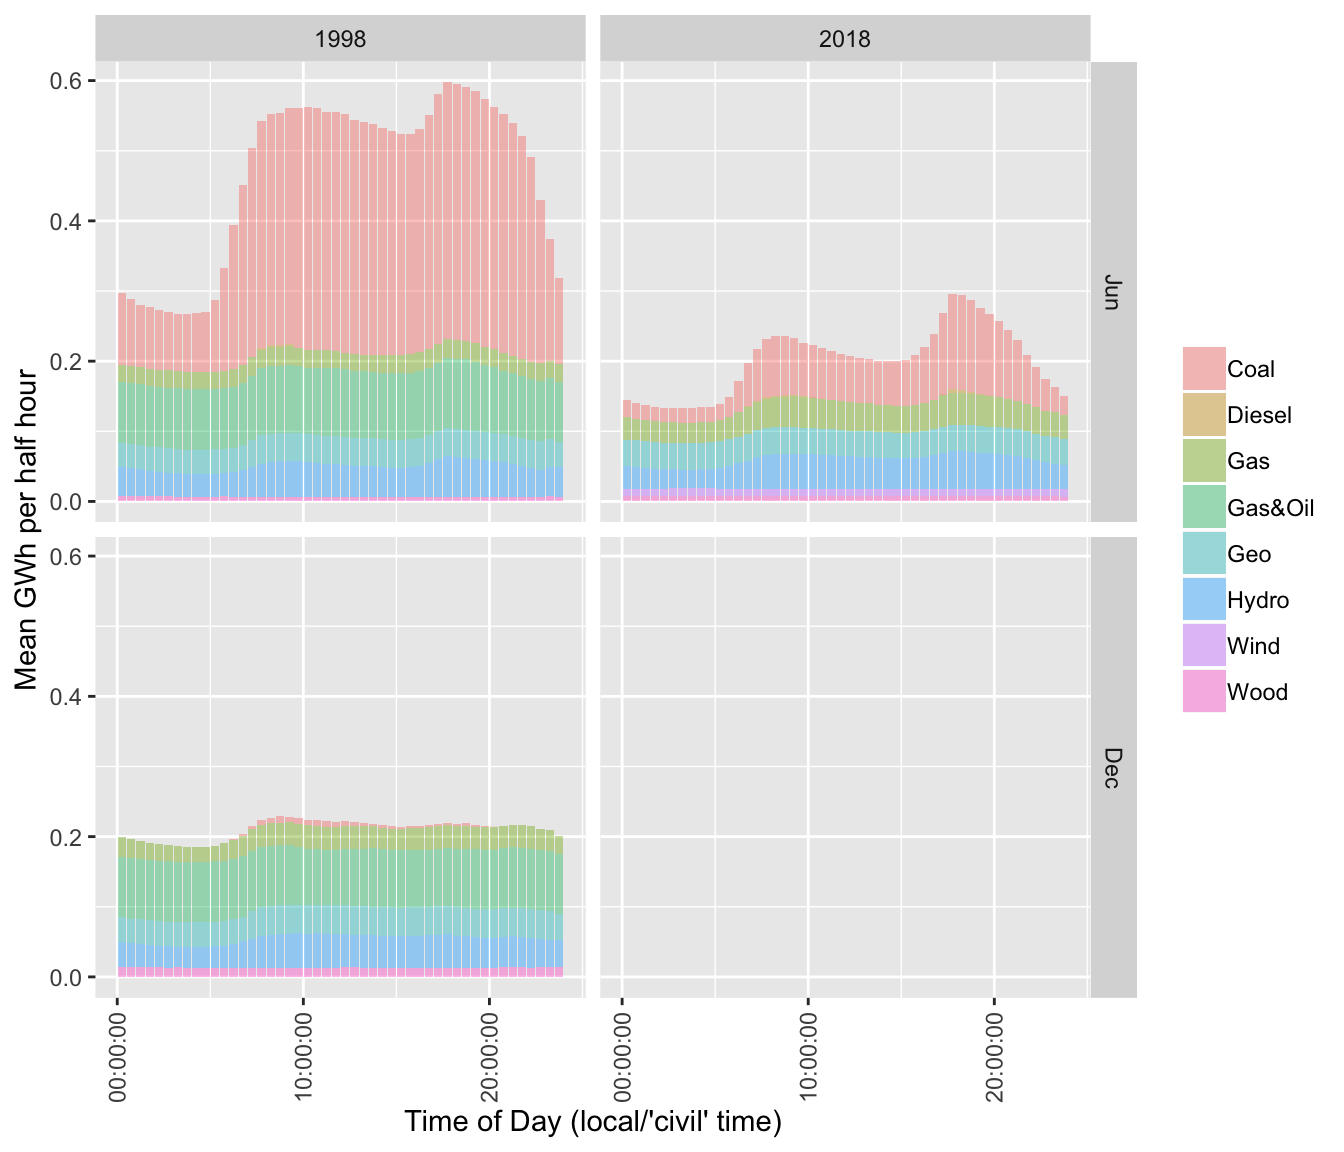 1998
2018
0.6
0.4
0.2
0.0
Jun
0.6
0.4
0.2
0.0
Dec
Mean GWh per half hour
00:00:00
10:00:00
20:00:00
00:00:00
10:00:00
20:00:00
Time of Day (local/'civil' time)
Coal
Diesel
Gas
Gas&Oil
Geo
Hydro
Wind
Wood